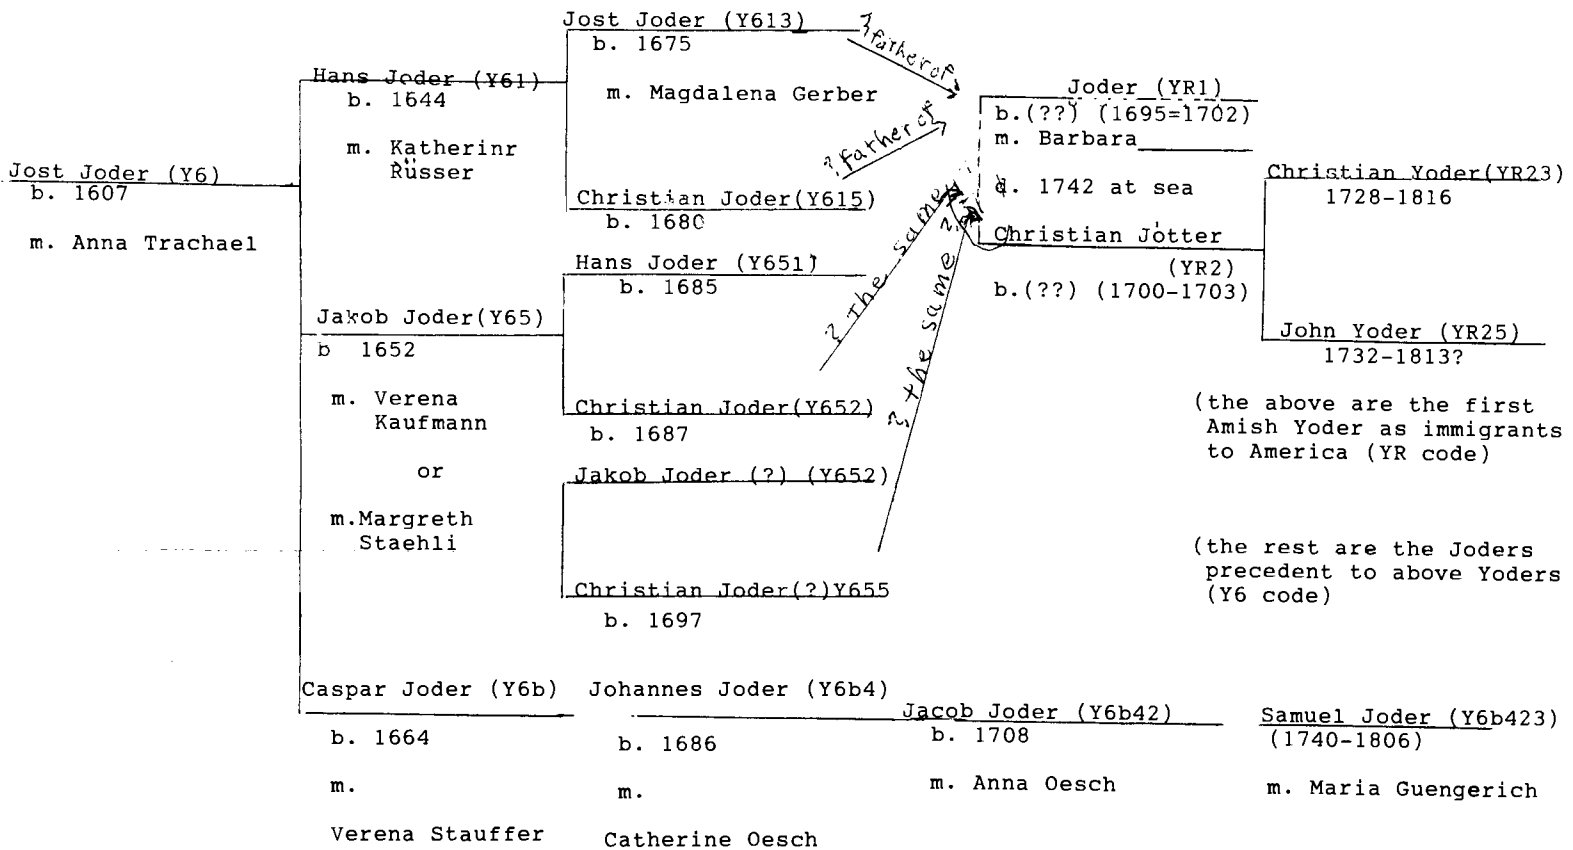 Jost Joder (Y613)
b. 1675
m. Magdalena Gerber
? father of
Hans Joder (Y61)
b. 1644
m. Katherinr
Rüsser
? father of
Jost Joder (Y6)
b. 1607
m. Anna Trachael
Christian Joder(Y615)
b. 1680
Joder (YR1)
b.(??) (1695=1702)
m. Barbara
d. 1742 at sea
Christian Jotter
(YR2)
b.(??) (1700-1703)
Christian Yoder(YR23)
1728-1816
John Yoder (YR25)
1732-1813?
Hans Joder (Y651)
b. 1685
? The same
? the same
Jakob Joder(Y65)
b 1652
m. Verena
Kaufmann
or
m.Margreth
Staehli
Christian Joder(Y652)
b. 1687
Jakob Joder (?) (Y652)
Christian Joder(?)Y655
b. 1697
(the above are the first
Amish Yoder as immigrants
to America (YR code)
(the rest are the Joders
precedent to above Yoders
(Y6 code)
Caspar Joder (Y6b)
b. 1664
m.
Verena Stauffer
Johannes Joder (Y6b4)
b. 1686
m.
Catherine Oesch
Jacob Joder (Y6b42)
b. 1708
m. Anna Oesch
Samuel Joder (Y6b423)
(1740-1806)
m. Maria Guengerich